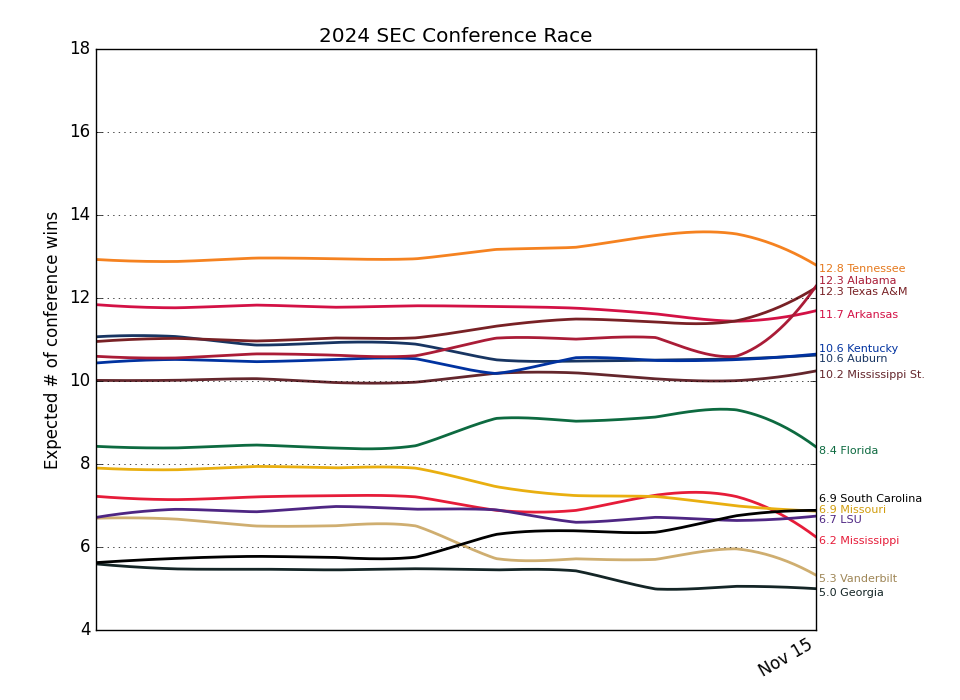 2024 SEC Conference Race
Expected # of conference wins
18
16
14
12
10
8
6
4
12.8 Tennessee
12.3 Alabama
12.3 Texas A&M
11.7 Arkansas
10.6 Kentucky
10.6 Auburn
10.2 Mississippi St.
8.4 Florida
6.9 South Carolina
6.9 Missouri
6.7 LSU
6.2 Mississippi
5.3 Vanderbilt
5.0 Georgia
Nov 15